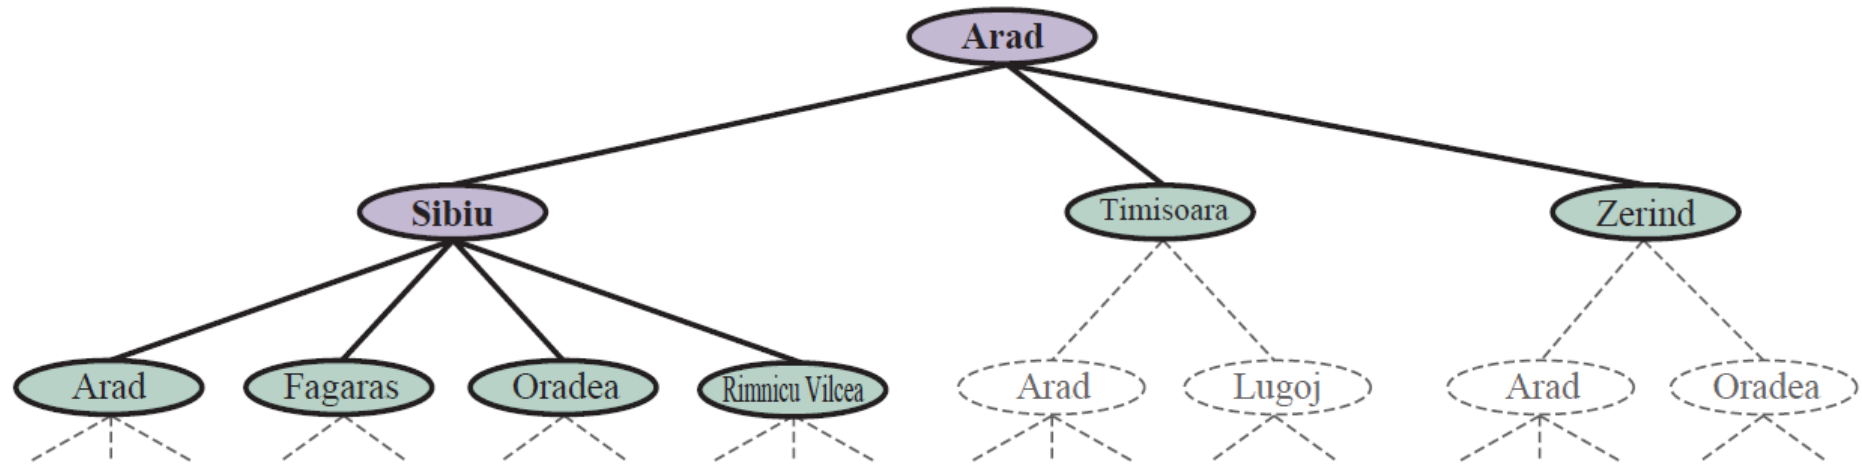 Arad
Sibiu
Timisoara
Zerind
Arad
Fagaras
Oradea
Rimnicu Vilcea
Arad
Lugoj
Arad
Oradea